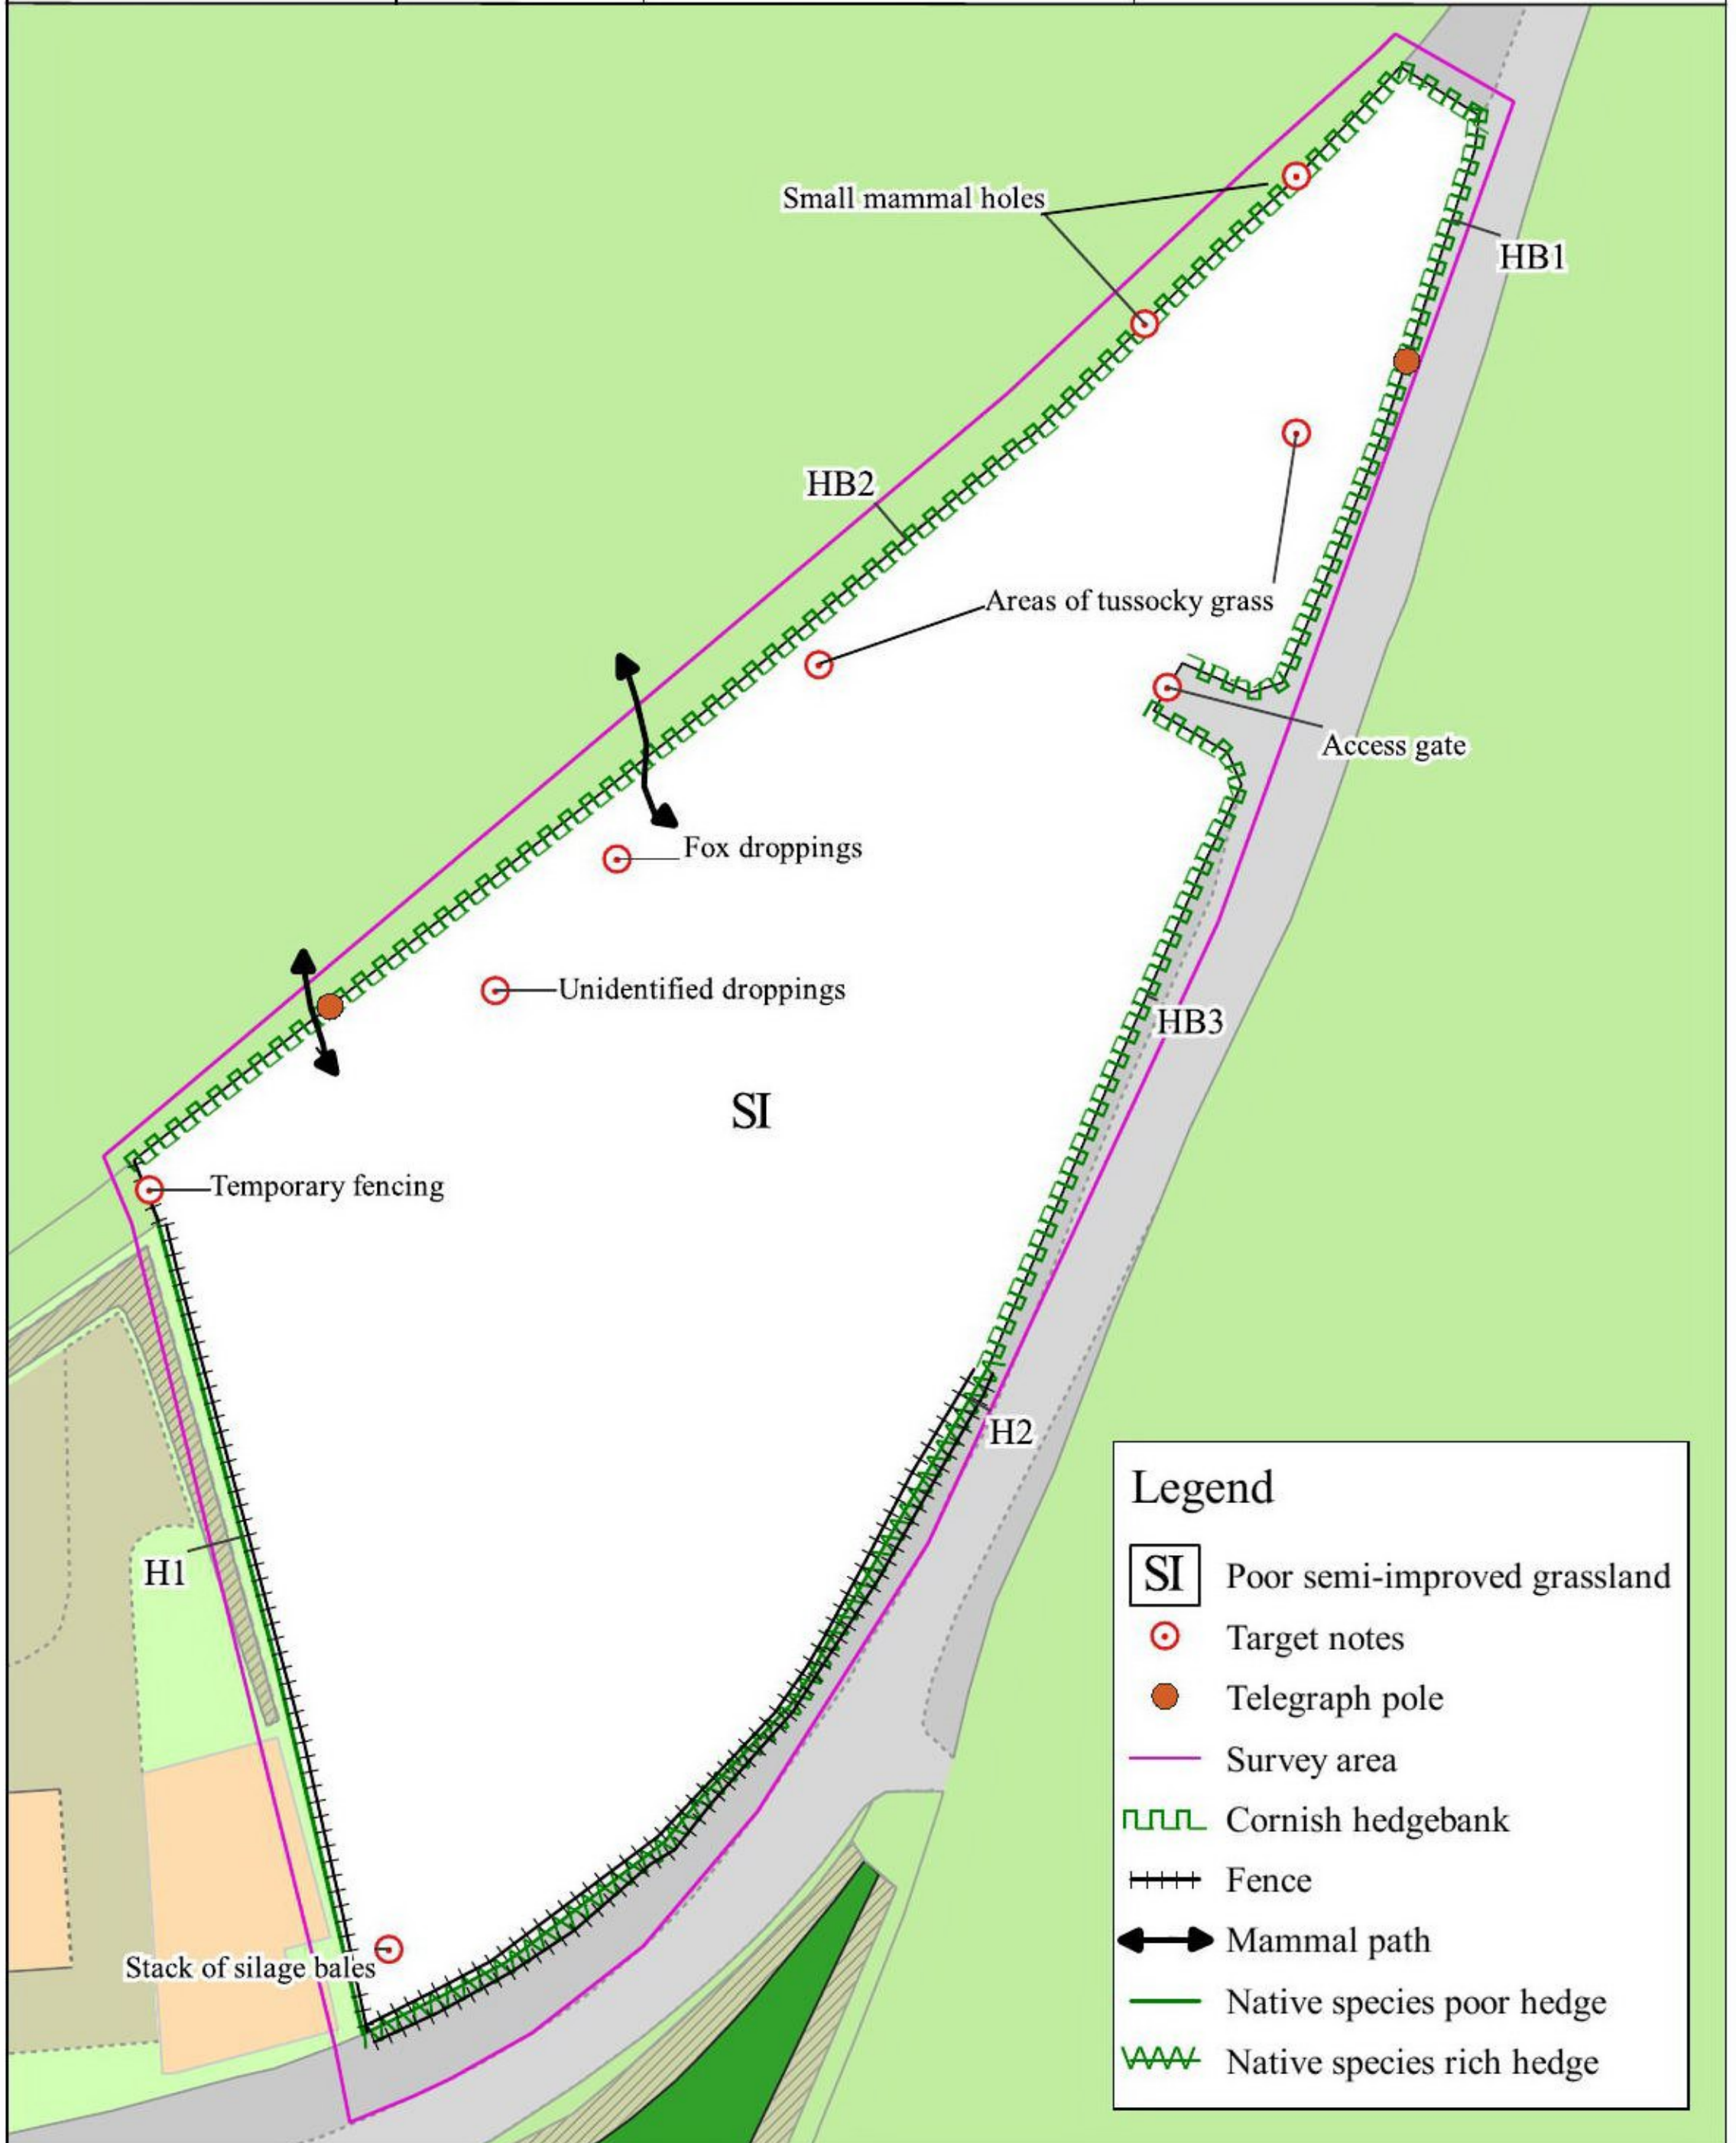 Small mammal holes
HB1
HB2
Areas of tussocky grass
Access gate
Fox droppings
Unidentified droppings
HB3
SI
Temporary fencing
H2
H1
Stack of silage bales
Legend
SI Poor semi-improved grassland
Target notes
Telegraph pole
Survey area
Cornish hedgebank
Fence
Mammal path
Native species poor hedge
Native species rich hedge